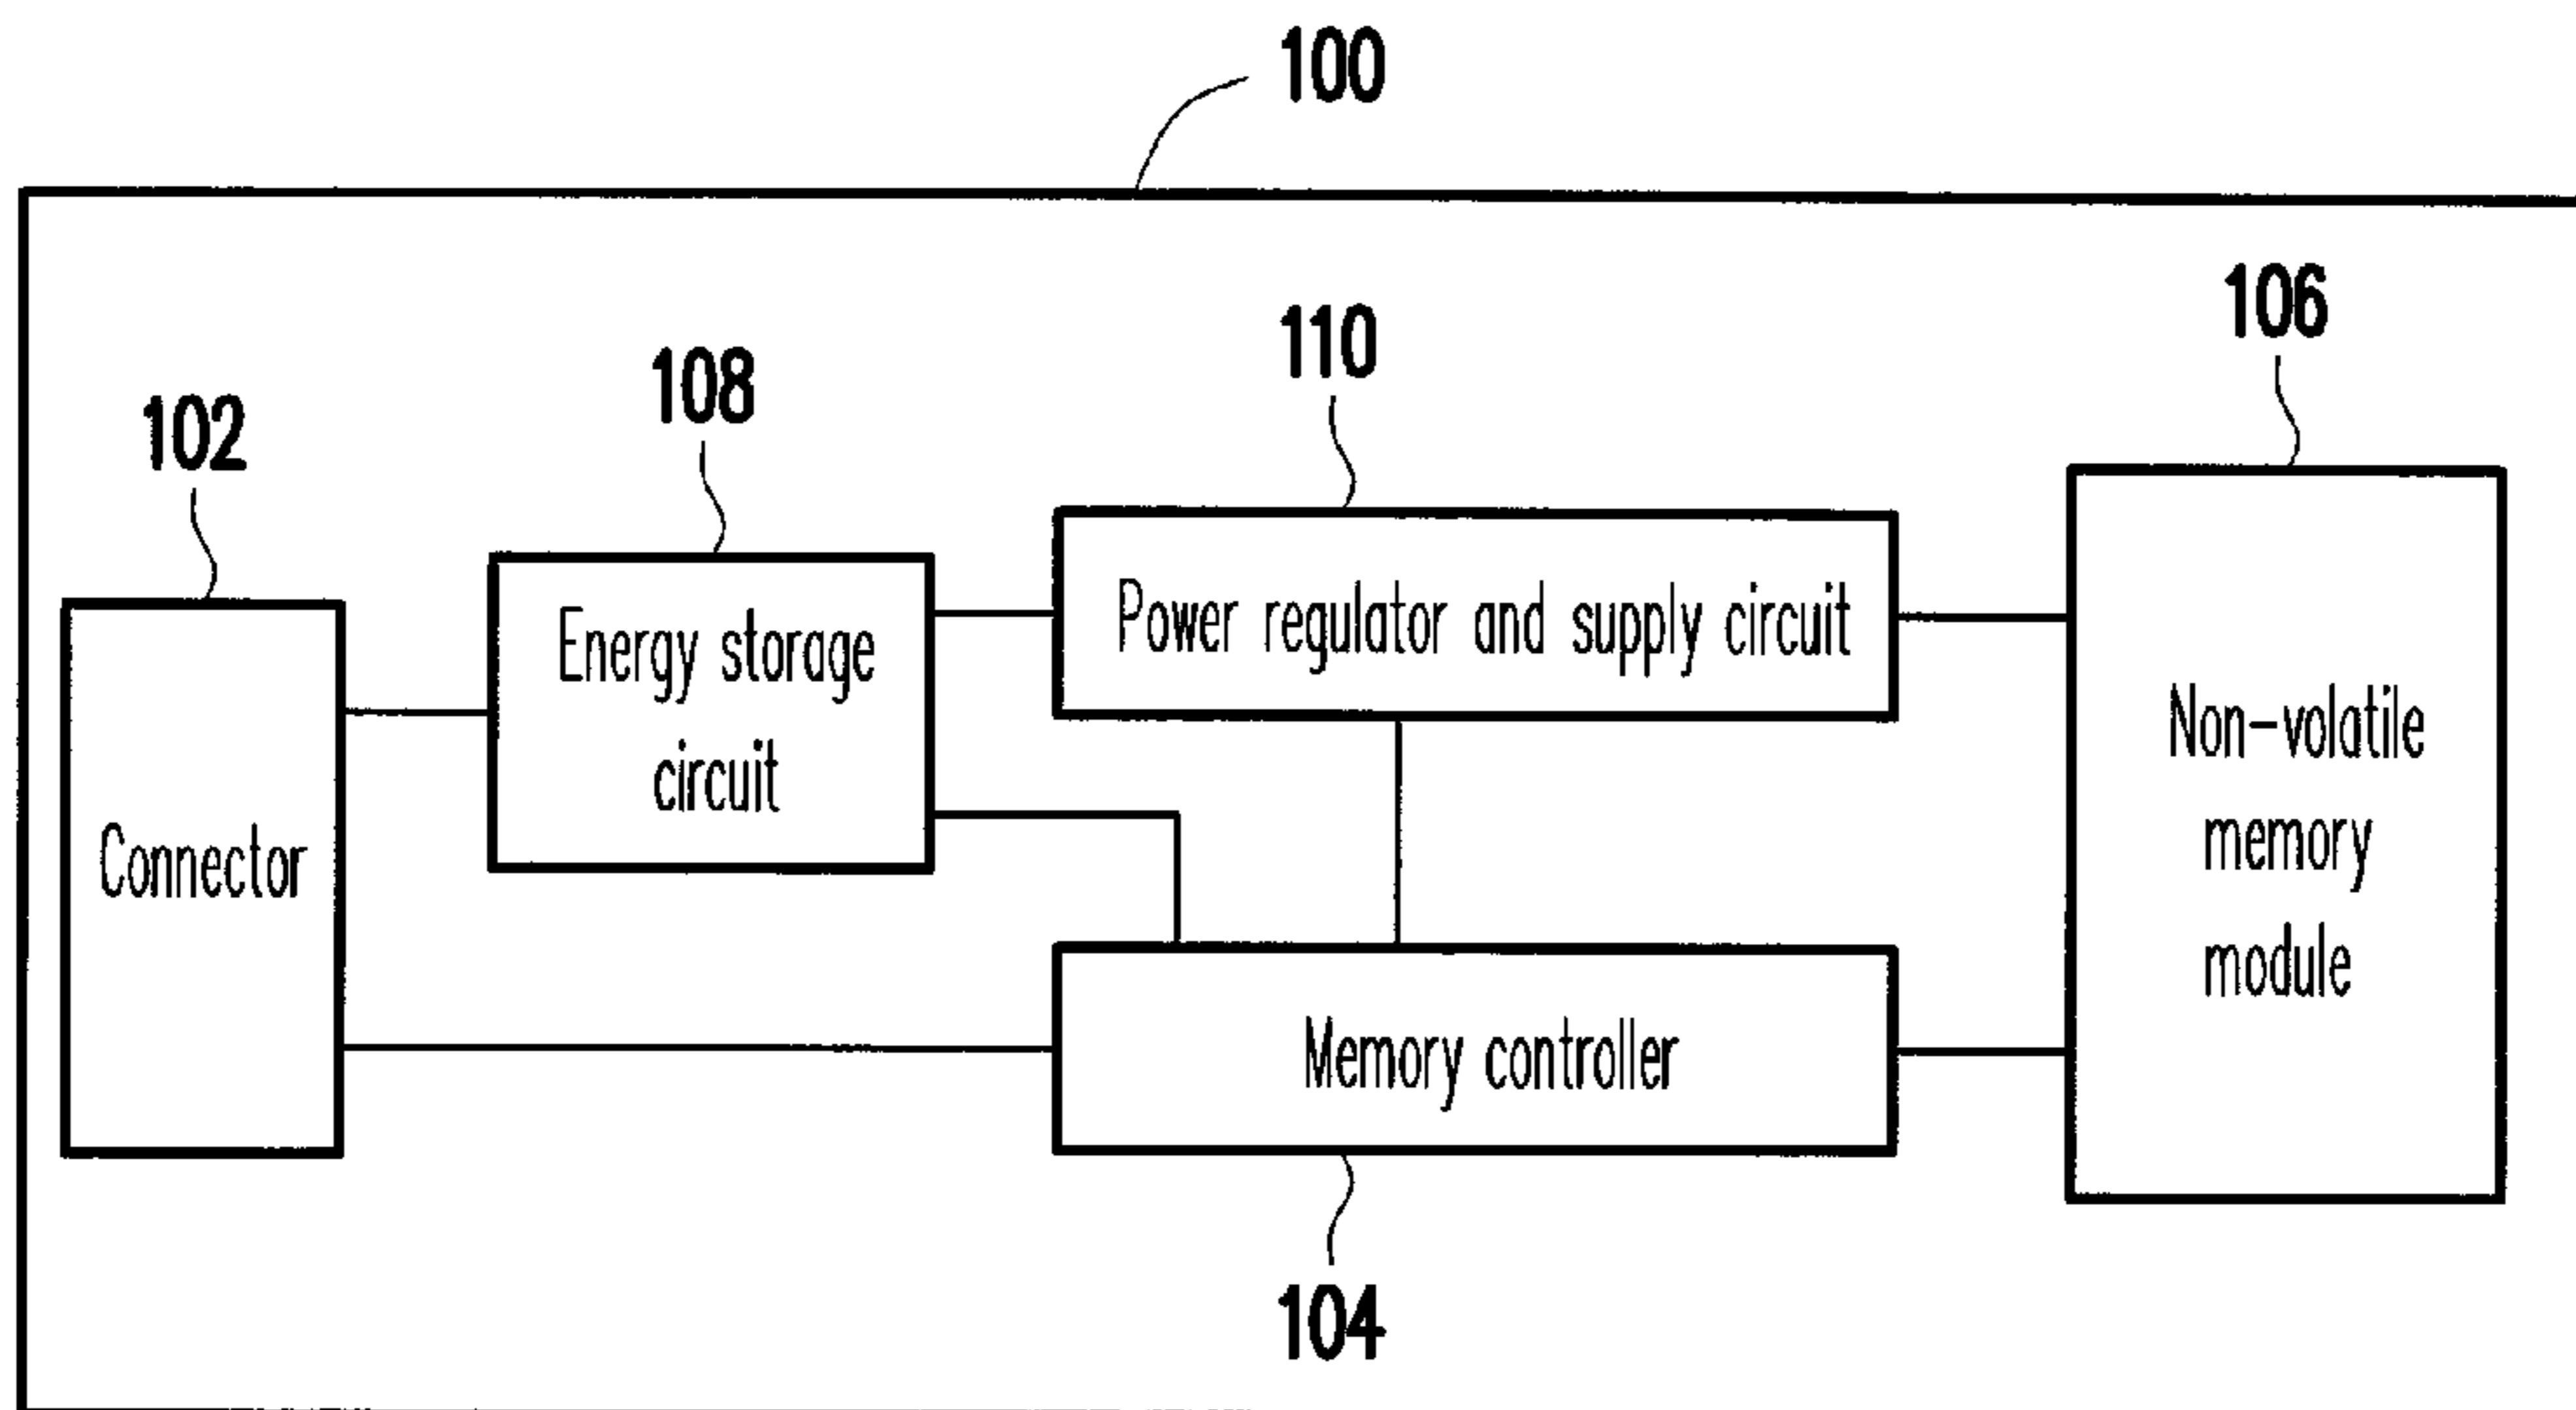 100
106
110
108
102
Power regulator and supply circuit
Energy storage
circuit
Non-volatile
memory
module
Connector
Memory controller
104